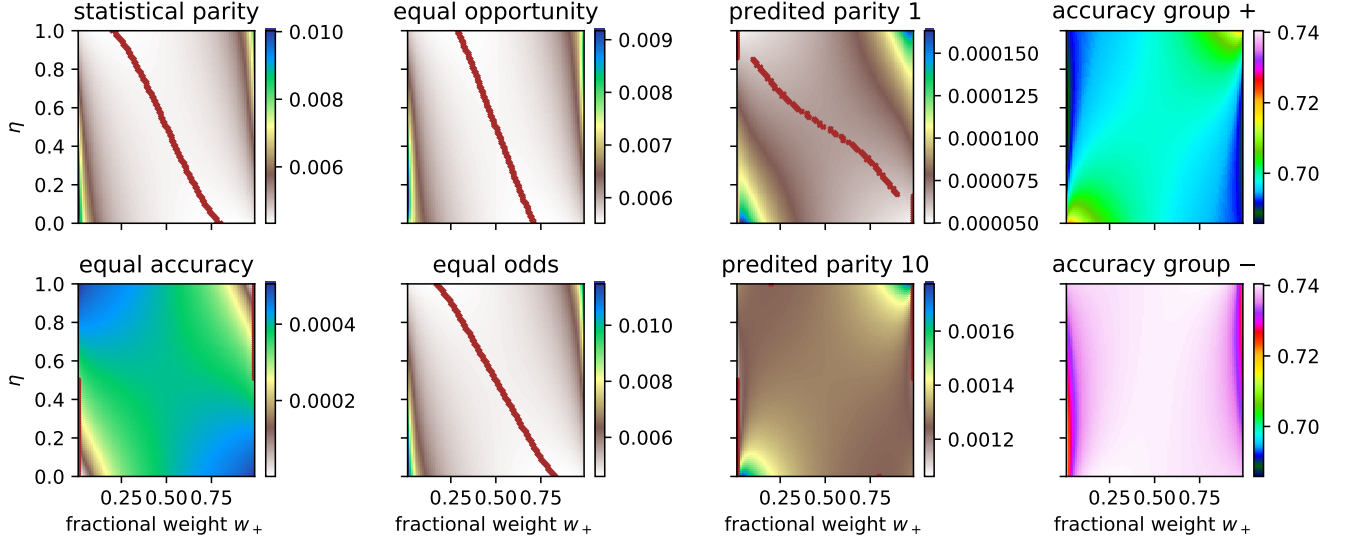 statistical parity
equal opportunity
predited parity 1
accuracy group +
η
1.0
0.8
0.6
0.4
0.2
0.0
0.010
0.008
0.006
0.009
0.008
0.007
0.006
0.000150
0.000125
0.000100
0.000075
0.000050
0.74
0.72
0.70
equal accuracy
equal odds
predited parity 10
accuracy group −
η
1.0
0.8
0.6
0.4
0.2
0.0
0.0004
0.0002
0.010
0.008
0.006
0.0016
0.0014
0.0012
0.74
0.72
0.70
0.25 0.50 0.75
0.25 0.50 0.75
0.25 0.50 0.75
0.25 0.50 0.75
fractional weight w₊
fractional weight w₊
fractional weight w₊
fractional weight w₊